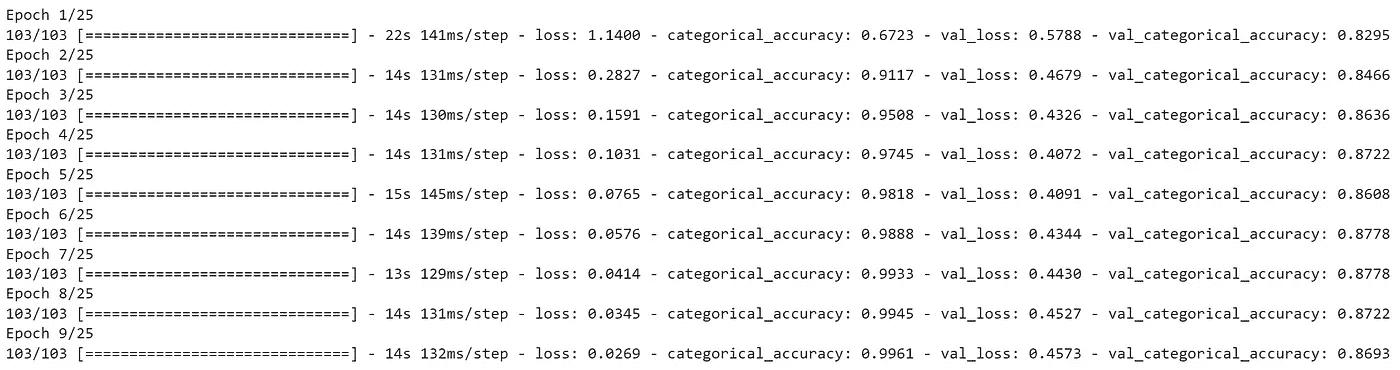 Epoch 1/25
103/103 [==============================] - 22s 141ms/step - loss: 1.1400 - categorical_accuracy: 0.6723 - val_loss: 0.5788 - val_categorical_accuracy: 0.8295
Epoch 2/25
103/103 [==============================] - 14s 131ms/step - loss: 0.2827 - categorical_accuracy: 0.9117 - val_loss: 0.4679 - val_categorical_accuracy: 0.8466
Epoch 3/25
103/103 [==============================] - 14s 130ms/step - loss: 0.1591 - categorical_accuracy: 0.9508 - val_loss: 0.4326 - val_categorical_accuracy: 0.8636
Epoch 4/25
103/103 [==============================] - 14s 131ms/step - loss: 0.1031 - categorical_accuracy: 0.9745 - val_loss: 0.4072 - val_categorical_accuracy: 0.8722
Epoch 5/25
103/103 [==============================] - 15s 145ms/step - loss: 0.0765 - categorical_accuracy: 0.9818 - val_loss: 0.4091 - val_categorical_accuracy: 0.8608
Epoch 6/25
103/103 [==============================] - 14s 139ms/step - loss: 0.0576 - categorical_accuracy: 0.9888 - val_loss: 0.4344 - val_categorical_accuracy: 0.8778
Epoch 7/25
103/103 [==============================] - 13s 129ms/step - loss: 0.0414 - categorical_accuracy: 0.9933 - val_loss: 0.4430 - val_categorical_accuracy: 0.8778
Epoch 8/25
103/103 [==============================] - 14s 131ms/step - loss: 0.0345 - categorical_accuracy: 0.9945 - val_loss: 0.4527 - val_categorical_accuracy: 0.8722
Epoch 9/25
103/103 [==============================] - 14s 132ms/step - loss: 0.0269 - categorical_accuracy: 0.9961 - val_loss: 0.4573 - val_categorical_accuracy: 0.8693